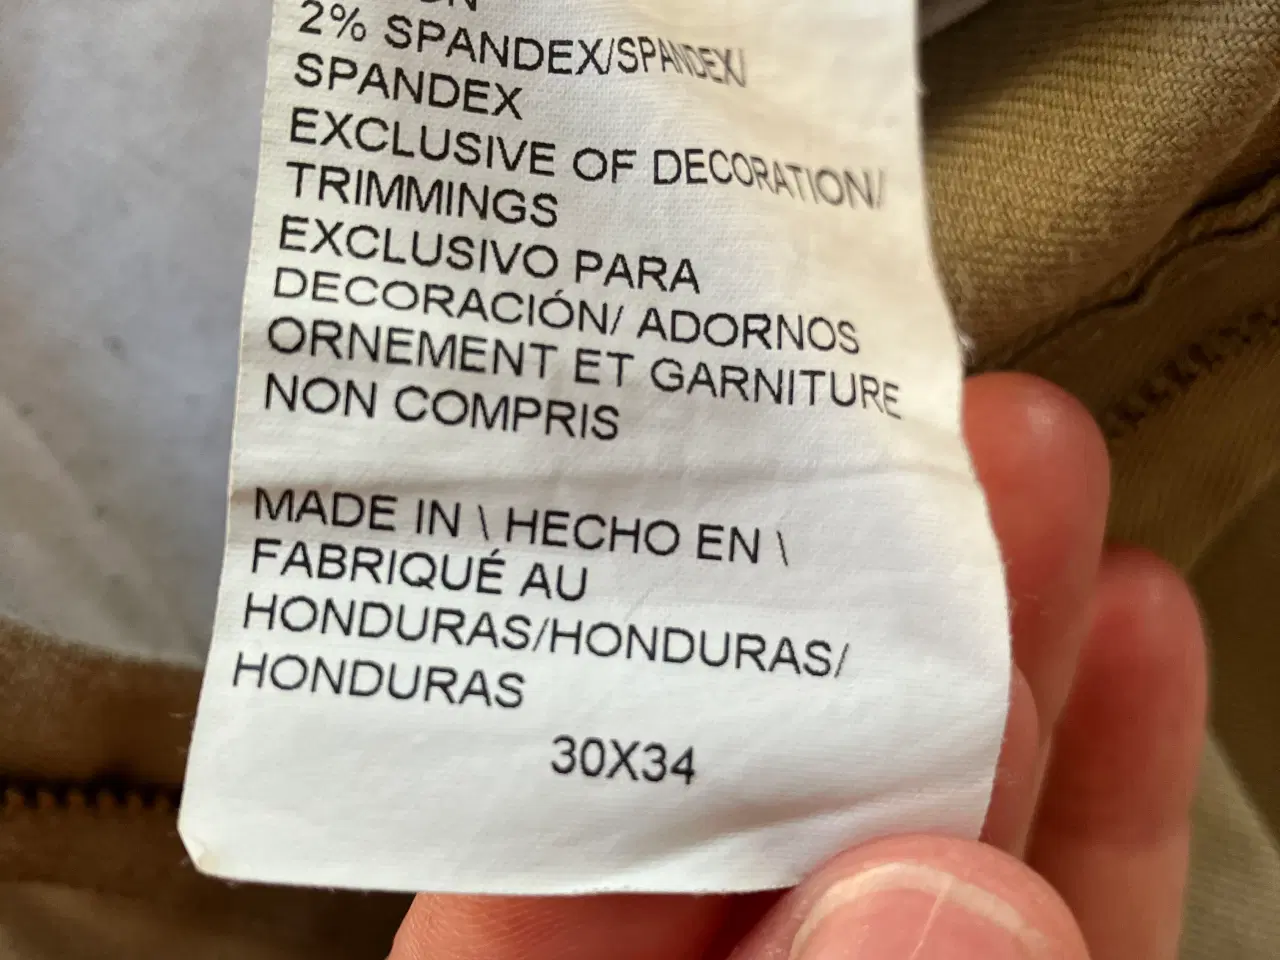 2% SPANDEX/SPANDEX/
SPANDEX
EXCLUSIVE OF DECORATION/
TRIMMINGS
EXCLUSIVO PARA
DECORACIÓN/ ADORNOS
ORNEMENT ET GARNITURE
NON COMPRIS
MADE IN \ HECHO EN \
FABRIQUÉ AU
HONDURAS/HONDURAS/
HONDURAS
30X34